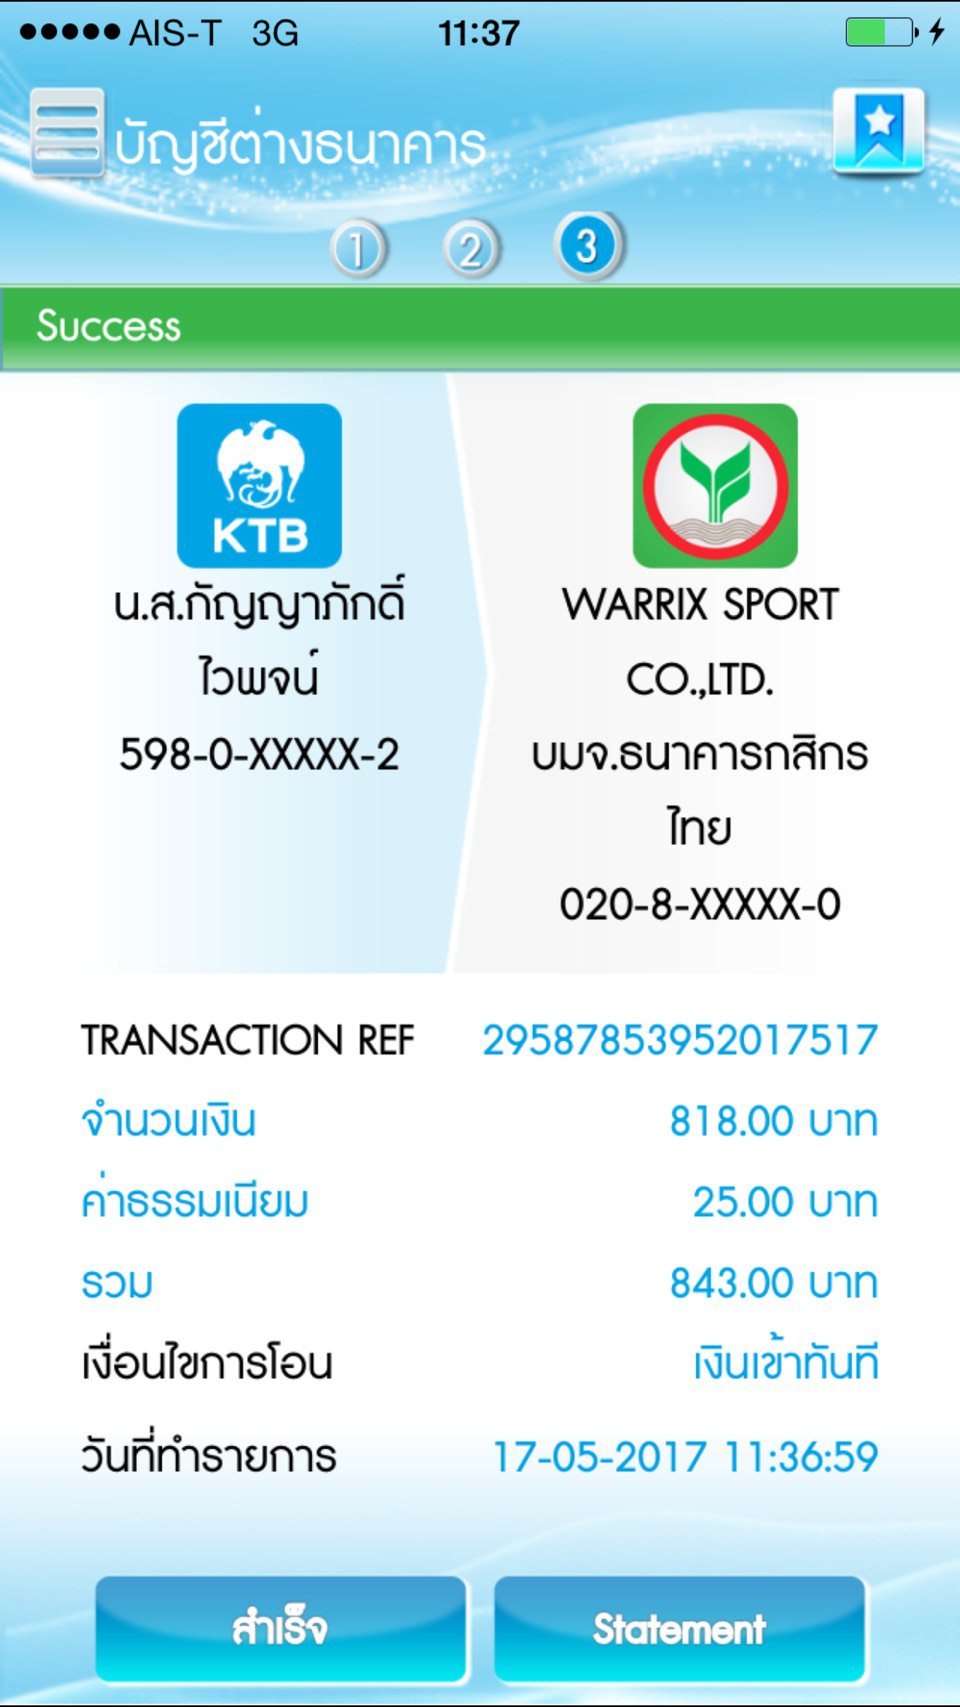 AIS-T 3G 11:37
บัญชีต่างธนาคาร
1 2 3
Success
KTB
น.ส.กัญญาภักดิ์
ไวพจน์
598-0-XXXXX-2
WARRIX SPORT
CO.,LTD.
บมจ.ธนาคารกสิกร
ไทย
020-8-XXXXX-0
TRANSACTION REF 29587853952017517
จำนวนเงิน 818.00 บาท
ค่าธรรมเนียม 25.00 บาท
รวม 843.00 บาท
เงื่อนไขการโอน เงินเข้าทันที
วันที่ทำรายการ 17-05-2017 11:36:59
สำเร็จ Statement